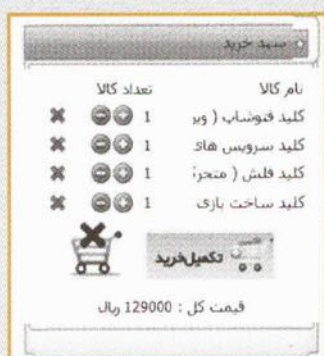 سبد خرید
نام کالا تعداد کالا
کلید فتوشاپ ( ویر 1
کلید سرویس های 1
کلید فلش ( متحرک 1
کلید ساخت بازی 1
تکمیل خرید
قیمت کل : 129000 ریال